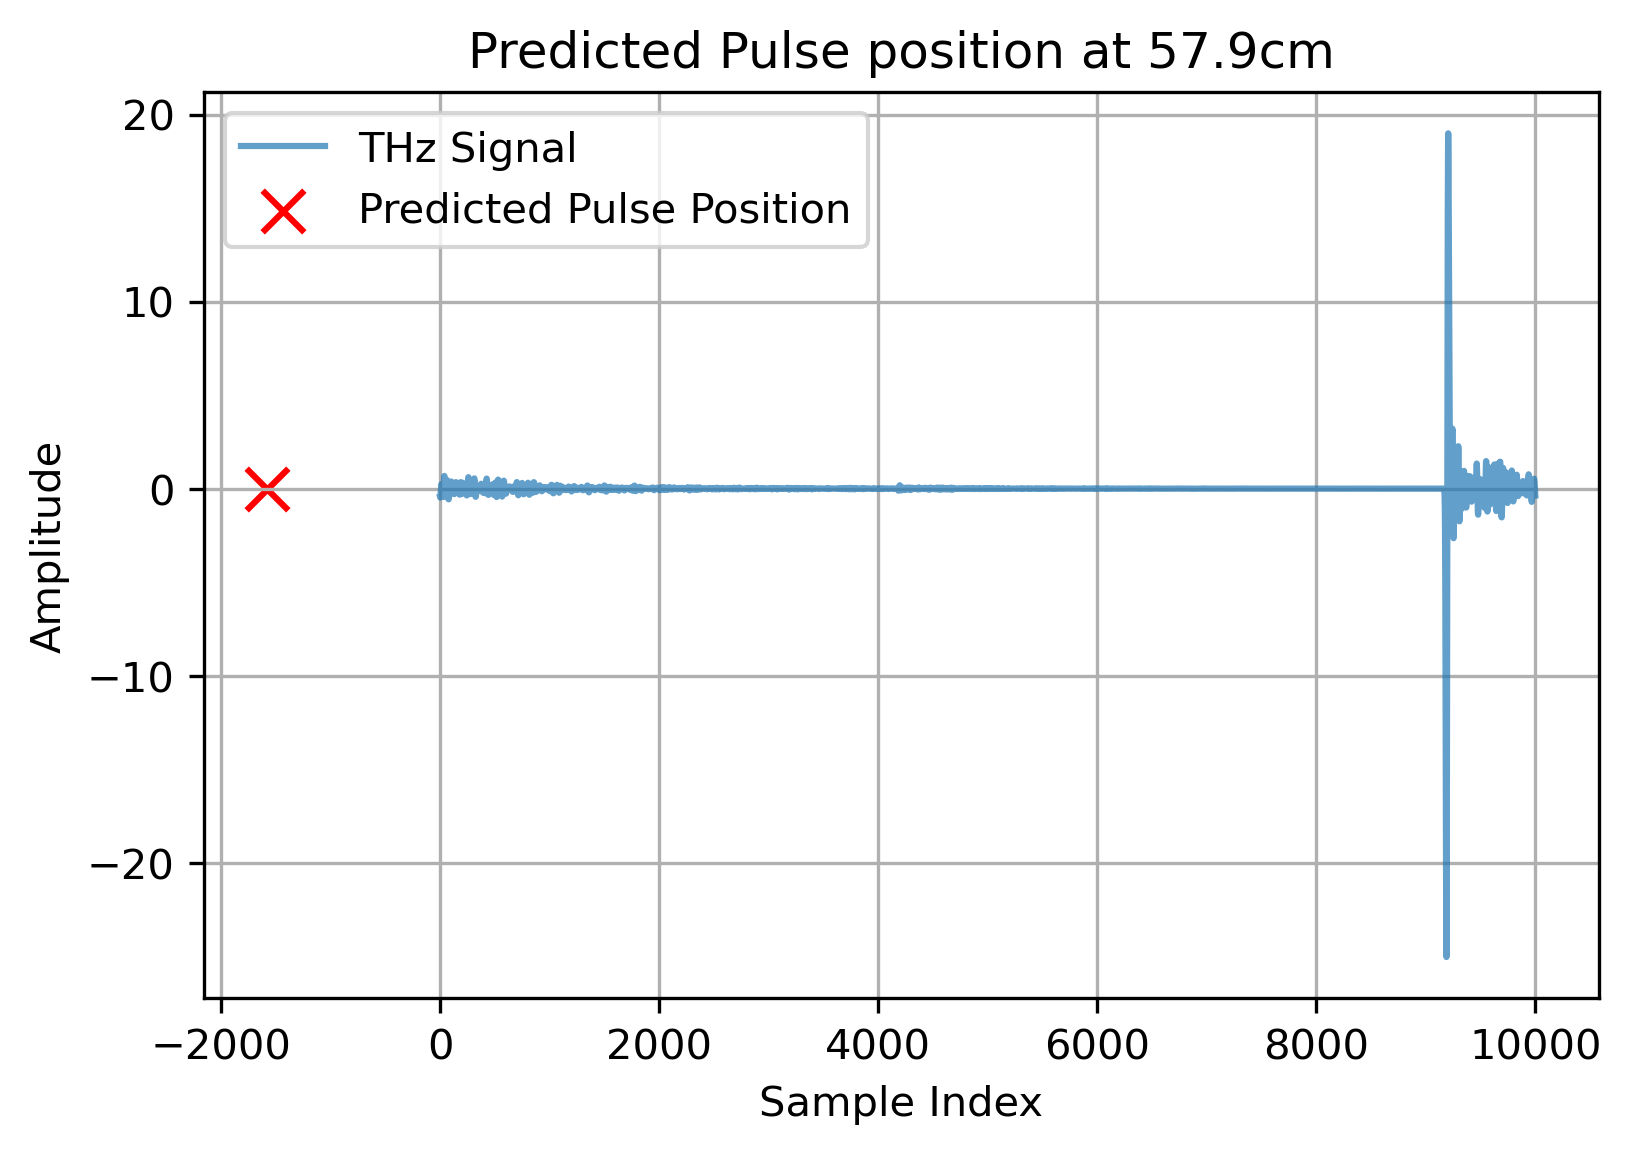 Predicted Pulse position at 57.9cm
THz Signal
Predicted Pulse Position
20
10
0
−10
−20
Amplitude
−2000 0 2000 4000 6000 8000 10000
Sample Index